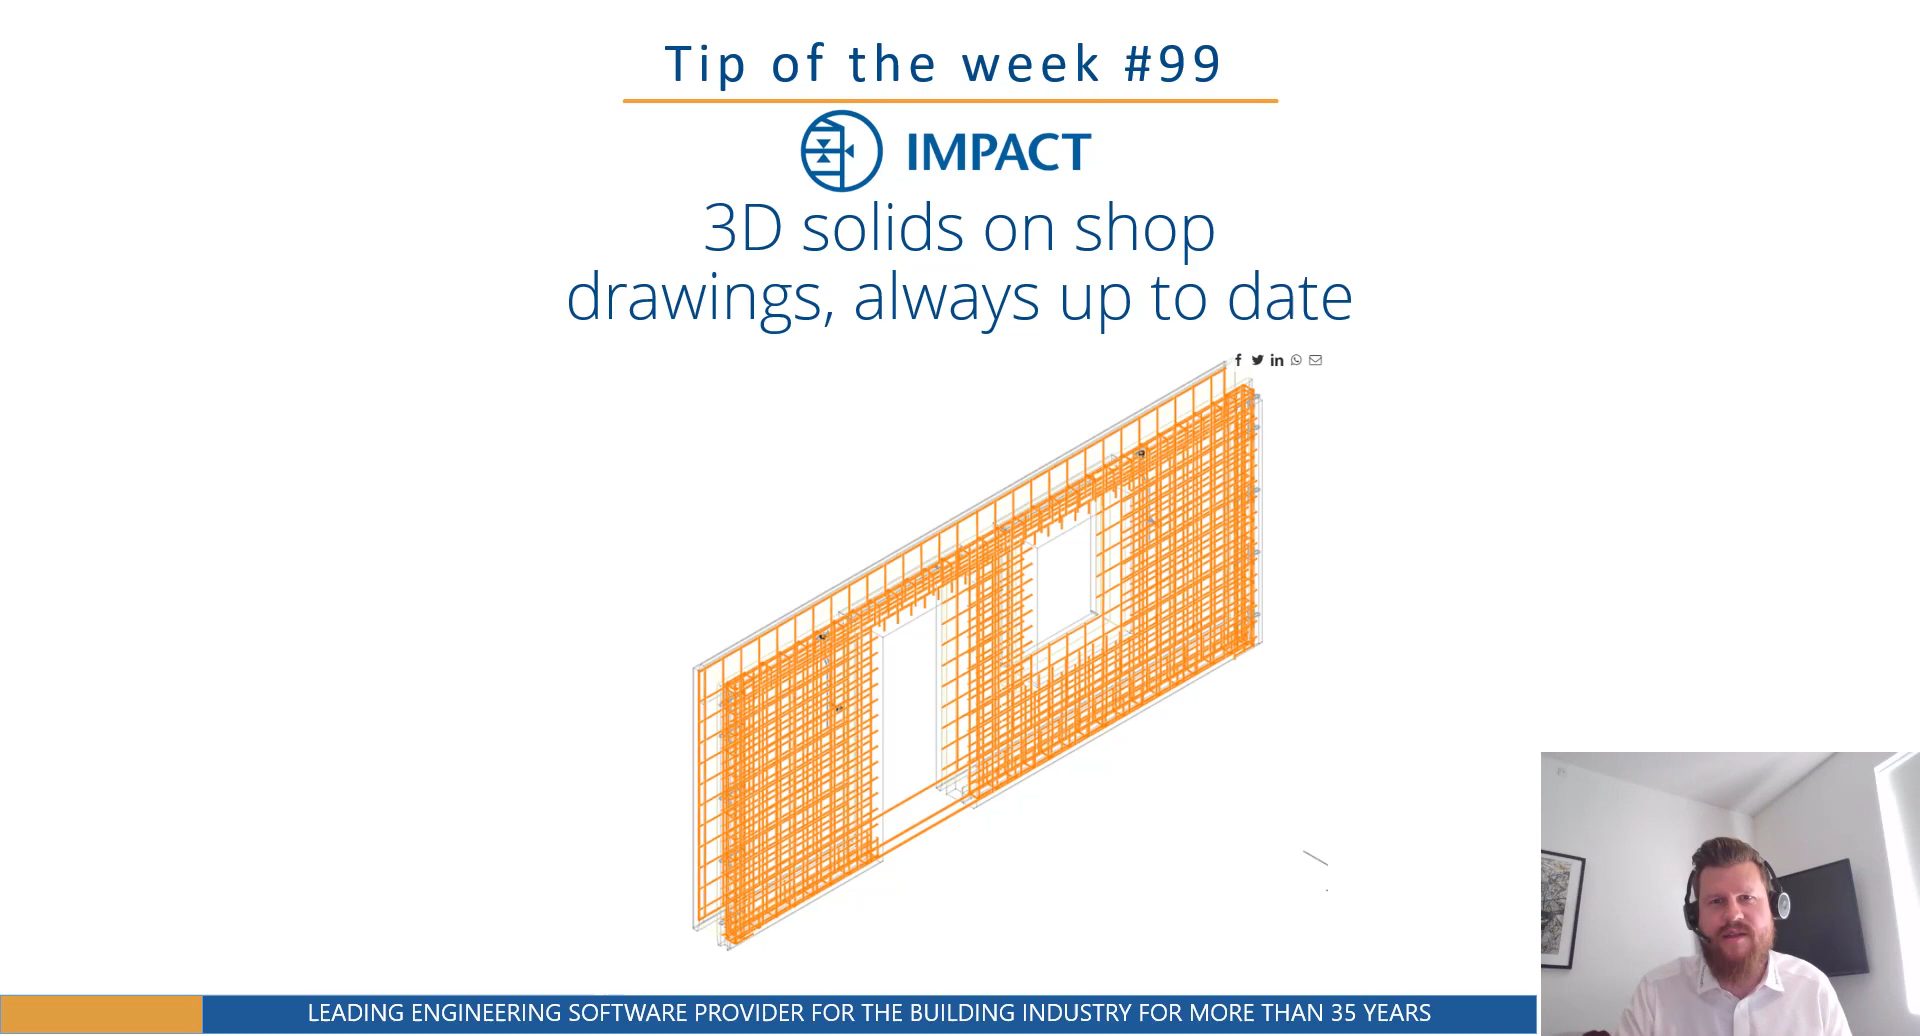 Tip of the week #99
IMPACT
3D solids on shop
drawings, always up to date
LEADING ENGINEERING SOFTWARE PROVIDER FOR THE BUILDING INDUSTRY FOR MORE THAN 35 YEARS